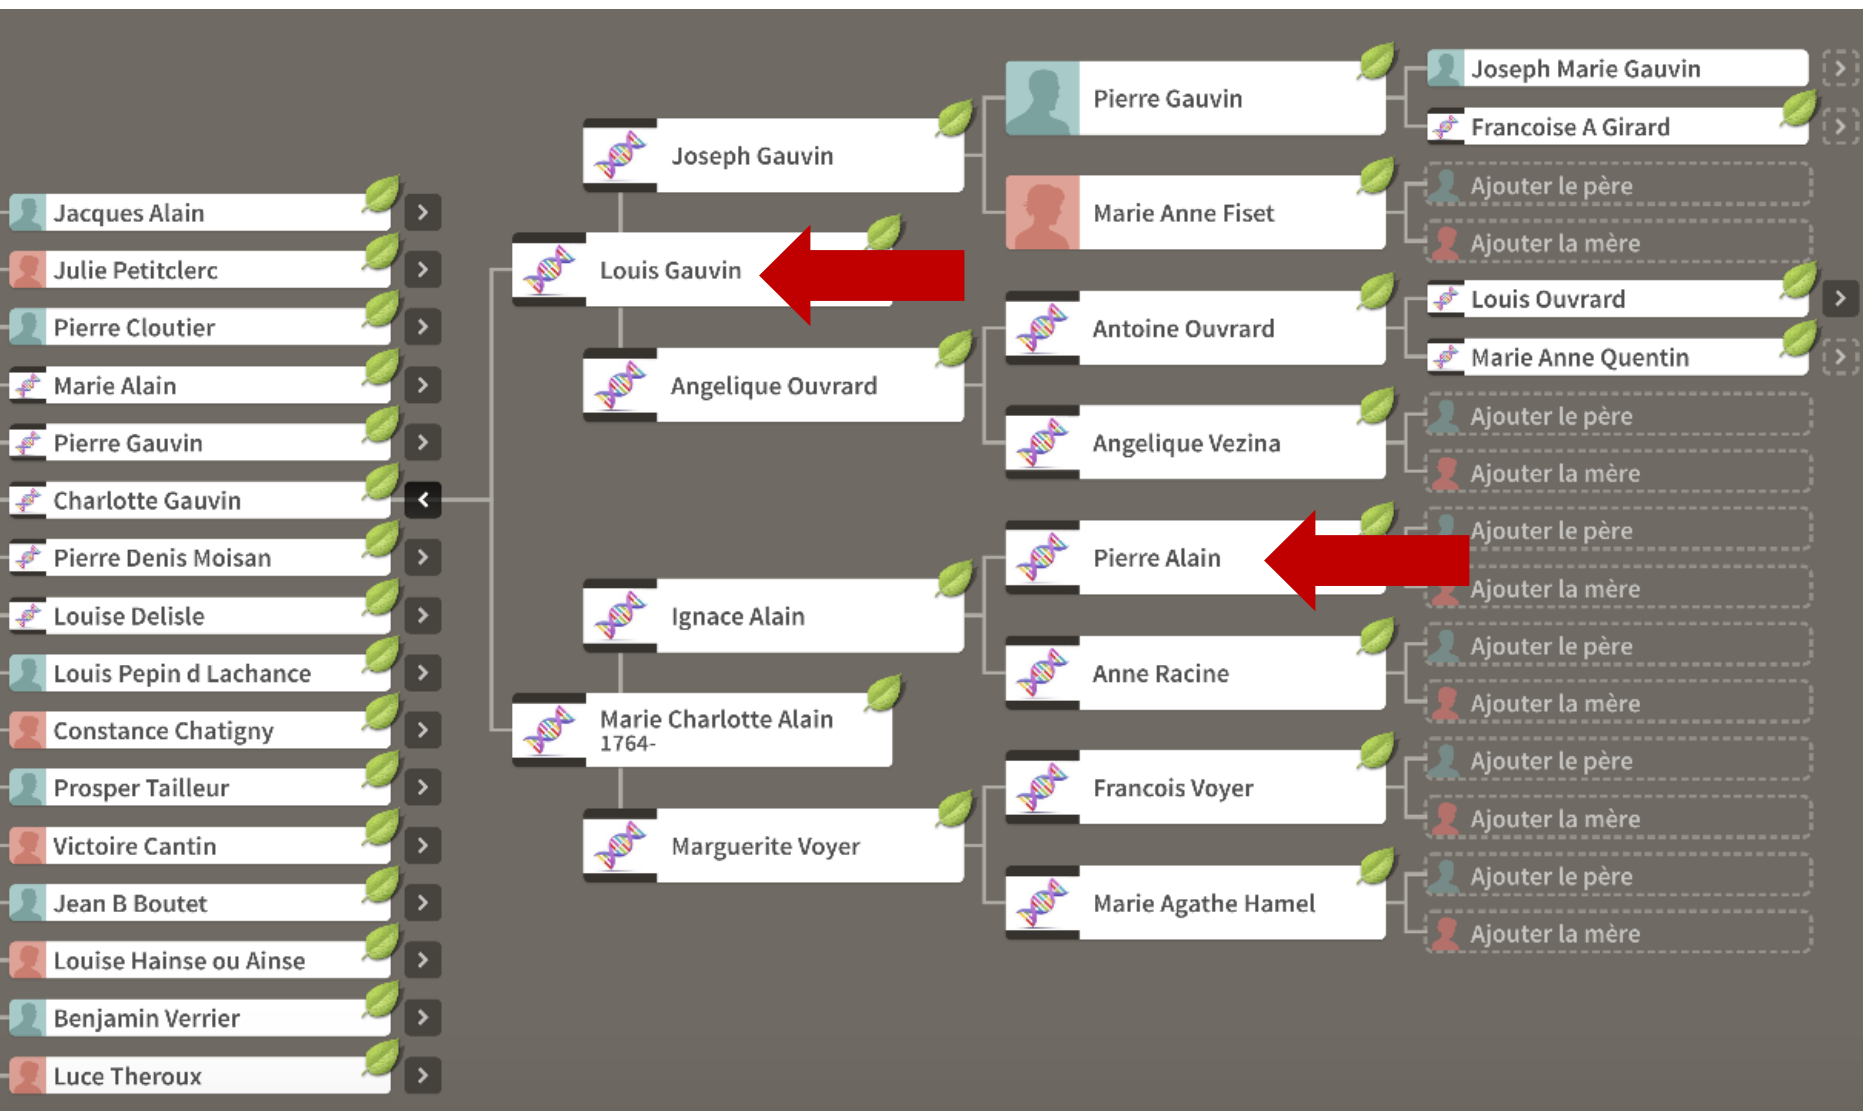 Jacques Alain
Julie Petitclerc
Pierre Cloutier
Marie Alain
Pierre Gauvin
Charlotte Gauvin
Pierre Denis Moisan
Louise Delisle
Louis Pepin d Lachance
Constance Chatigny
Prosper Tailleur
Victoire Cantin
Jean B Boutet
Louise Hainse ou Ainse
Benjamin Verrier
Luce Theroux
Joseph Gauvin
Louis Gauvin
Angelique Ouvrard
Ignace Alain
Marie Charlotte Alain
1764-
Marguerite Voyer
Pierre Gauvin
Marie Anne Fiset
Antoine Ouvrard
Angelique Vezina
Pierre Alain
Anne Racine
Francois Voyer
Marie Agathe Hamel
Joseph Marie Gauvin
Francoise A Girard
Ajouter le père
Ajouter la mère
Louis Ouvrard
Marie Anne Quentin
Ajouter le père
Ajouter la mère
Ajouter le père
Ajouter la mère
Ajouter le père
Ajouter la mère
Ajouter le père
Ajouter la mère
Ajouter le père
Ajouter la mère